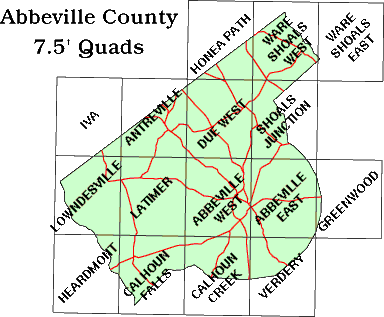 Abbeville County
7.5' Quads
HONEA PATH
WARE
SHOALS
WEST
WARE
SHOALS
EAST
IVA
ANTREVILLE
DUE WEST
SHOALS
JUNCTION
LOWNDESVILLE
LATIMER
ABBEVILLE
WEST
ABBEVILLE
EAST
GREENWOOD
HEARDMONT
CALHOUN
FALLS
CALHOUN
CREEK
VERDERY